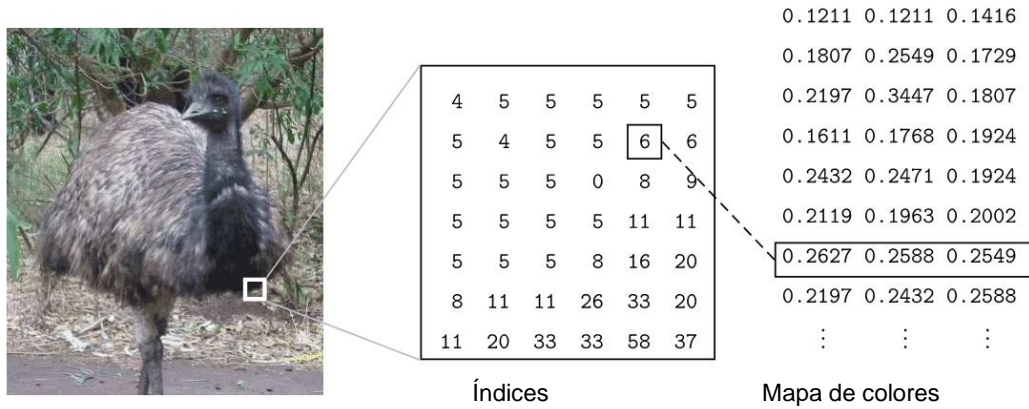 0.1211 0.1211 0.1416
0.1807 0.2549 0.1729
0.2197 0.3447 0.1807
0.1611 0.1768 0.1924
0.2432 0.2471 0.1924
0.2119 0.1963 0.2002
0.2627 0.2588 0.2549
0.2197 0.2432 0.2588
⋮ ⋮ ⋮
4 5 5 5 5 5
5 4 5 5 6 6
5 5 5 0 8 9
5 5 5 5 11 11
5 5 5 8 16 20
8 11 11 26 33 20
11 20 33 33 58 37
Índices
Mapa de colores